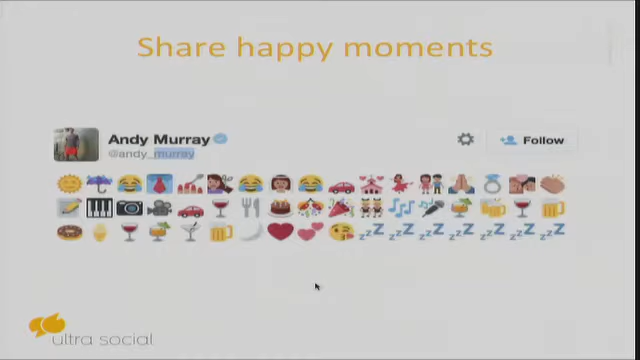 Share happy moments
Andy Murray
@andy_murray
Follow
ultra social